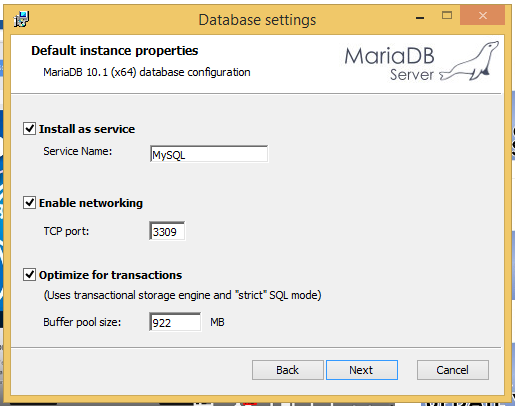 Database settings
Default instance properties
MariaDB 10.1 (x64) database configuration
MariaDB
Server
Install as service
Service Name: MySQL
Enable networking
TCP port: 3309
Optimize for transactions
(Uses transactional storage engine and "strict" SQL mode)
Buffer pool size: 922 MB
Back Next Cancel